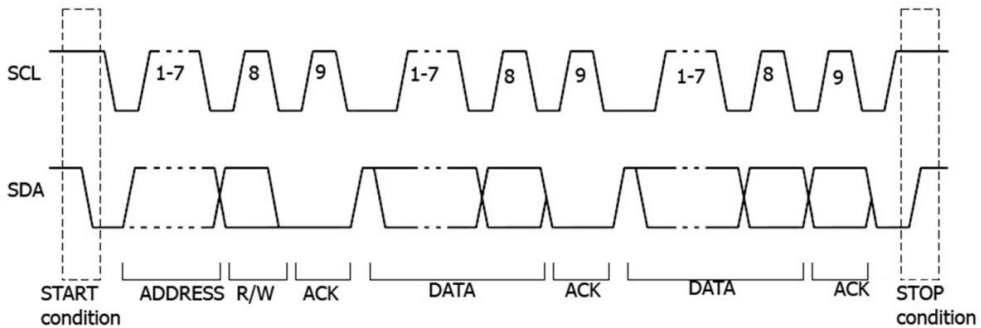 SCL
1-7
8
9
1-7
8
9
1-7
8
9
SDA
START
condition
ADDRESS
R/W
ACK
DATA
ACK
DATA
ACK
STOP
condition